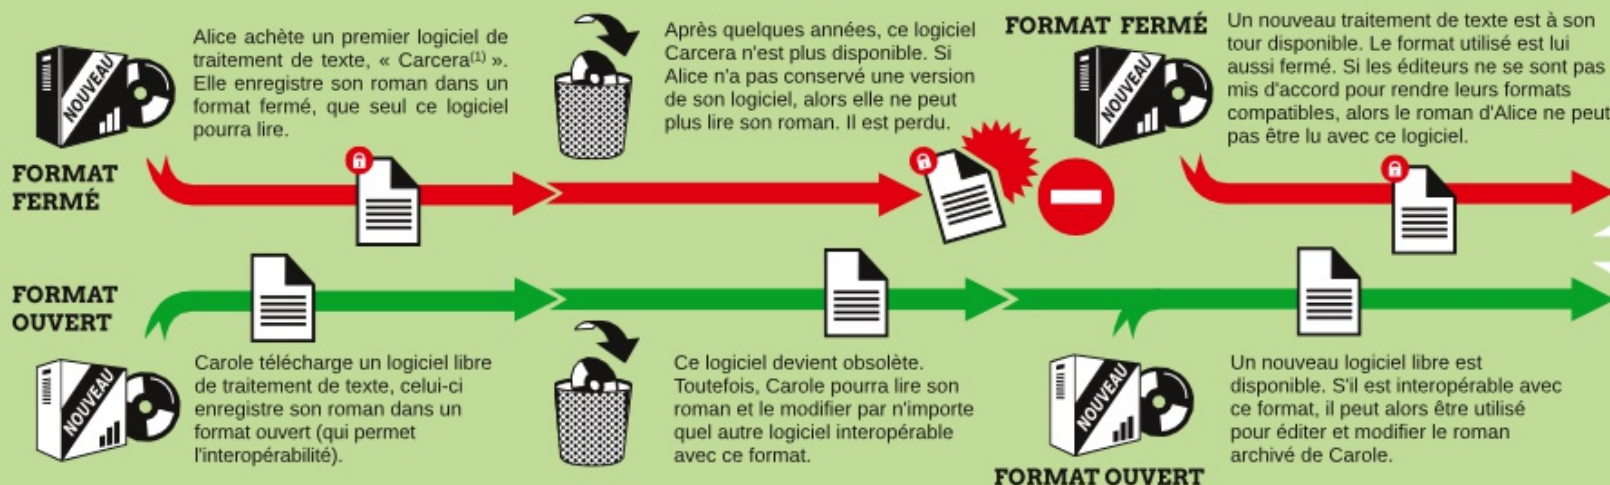 NOUVEAU
Alice achète un premier logiciel de
traitement de texte, « Carcera(1) ».
Elle enregistre son roman dans un
format fermé, que seul ce logiciel
pourra lire.
FORMAT
FERMÉ
Après quelques années, ce logiciel
Carcera n'est plus disponible. Si
Alice n'a pas conservé une version
de son logiciel, alors elle ne peut
plus lire son roman. Il est perdu.
FORMAT FERMÉ
NOUVEAU
Un nouveau traitement de texte est à son
tour disponible. Le format utilisé est lui
aussi fermé. Si les éditeurs ne se sont pas
mis d'accord pour rendre leurs formats
compatibles, alors le roman d'Alice ne peut
pas être lu avec ce logiciel.
FORMAT
OUVERT
NOUVEAU
Carole télécharge un logiciel libre
de traitement de texte, celui-ci
enregistre son roman dans un
format ouvert (qui permet
l'interopérabilité).
Ce logiciel devient obsolète.
Toutefois, Carole pourra lire son
roman et le modifier par n'importe
quel autre logiciel interopérable
avec ce format.
NOUVEAU
FORMAT OUVERT
Un nouveau logiciel libre est
disponible. S'il est interopérable avec
ce format, il peut alors être utilisé
pour éditer et modifier le roman
archivé de Carole.